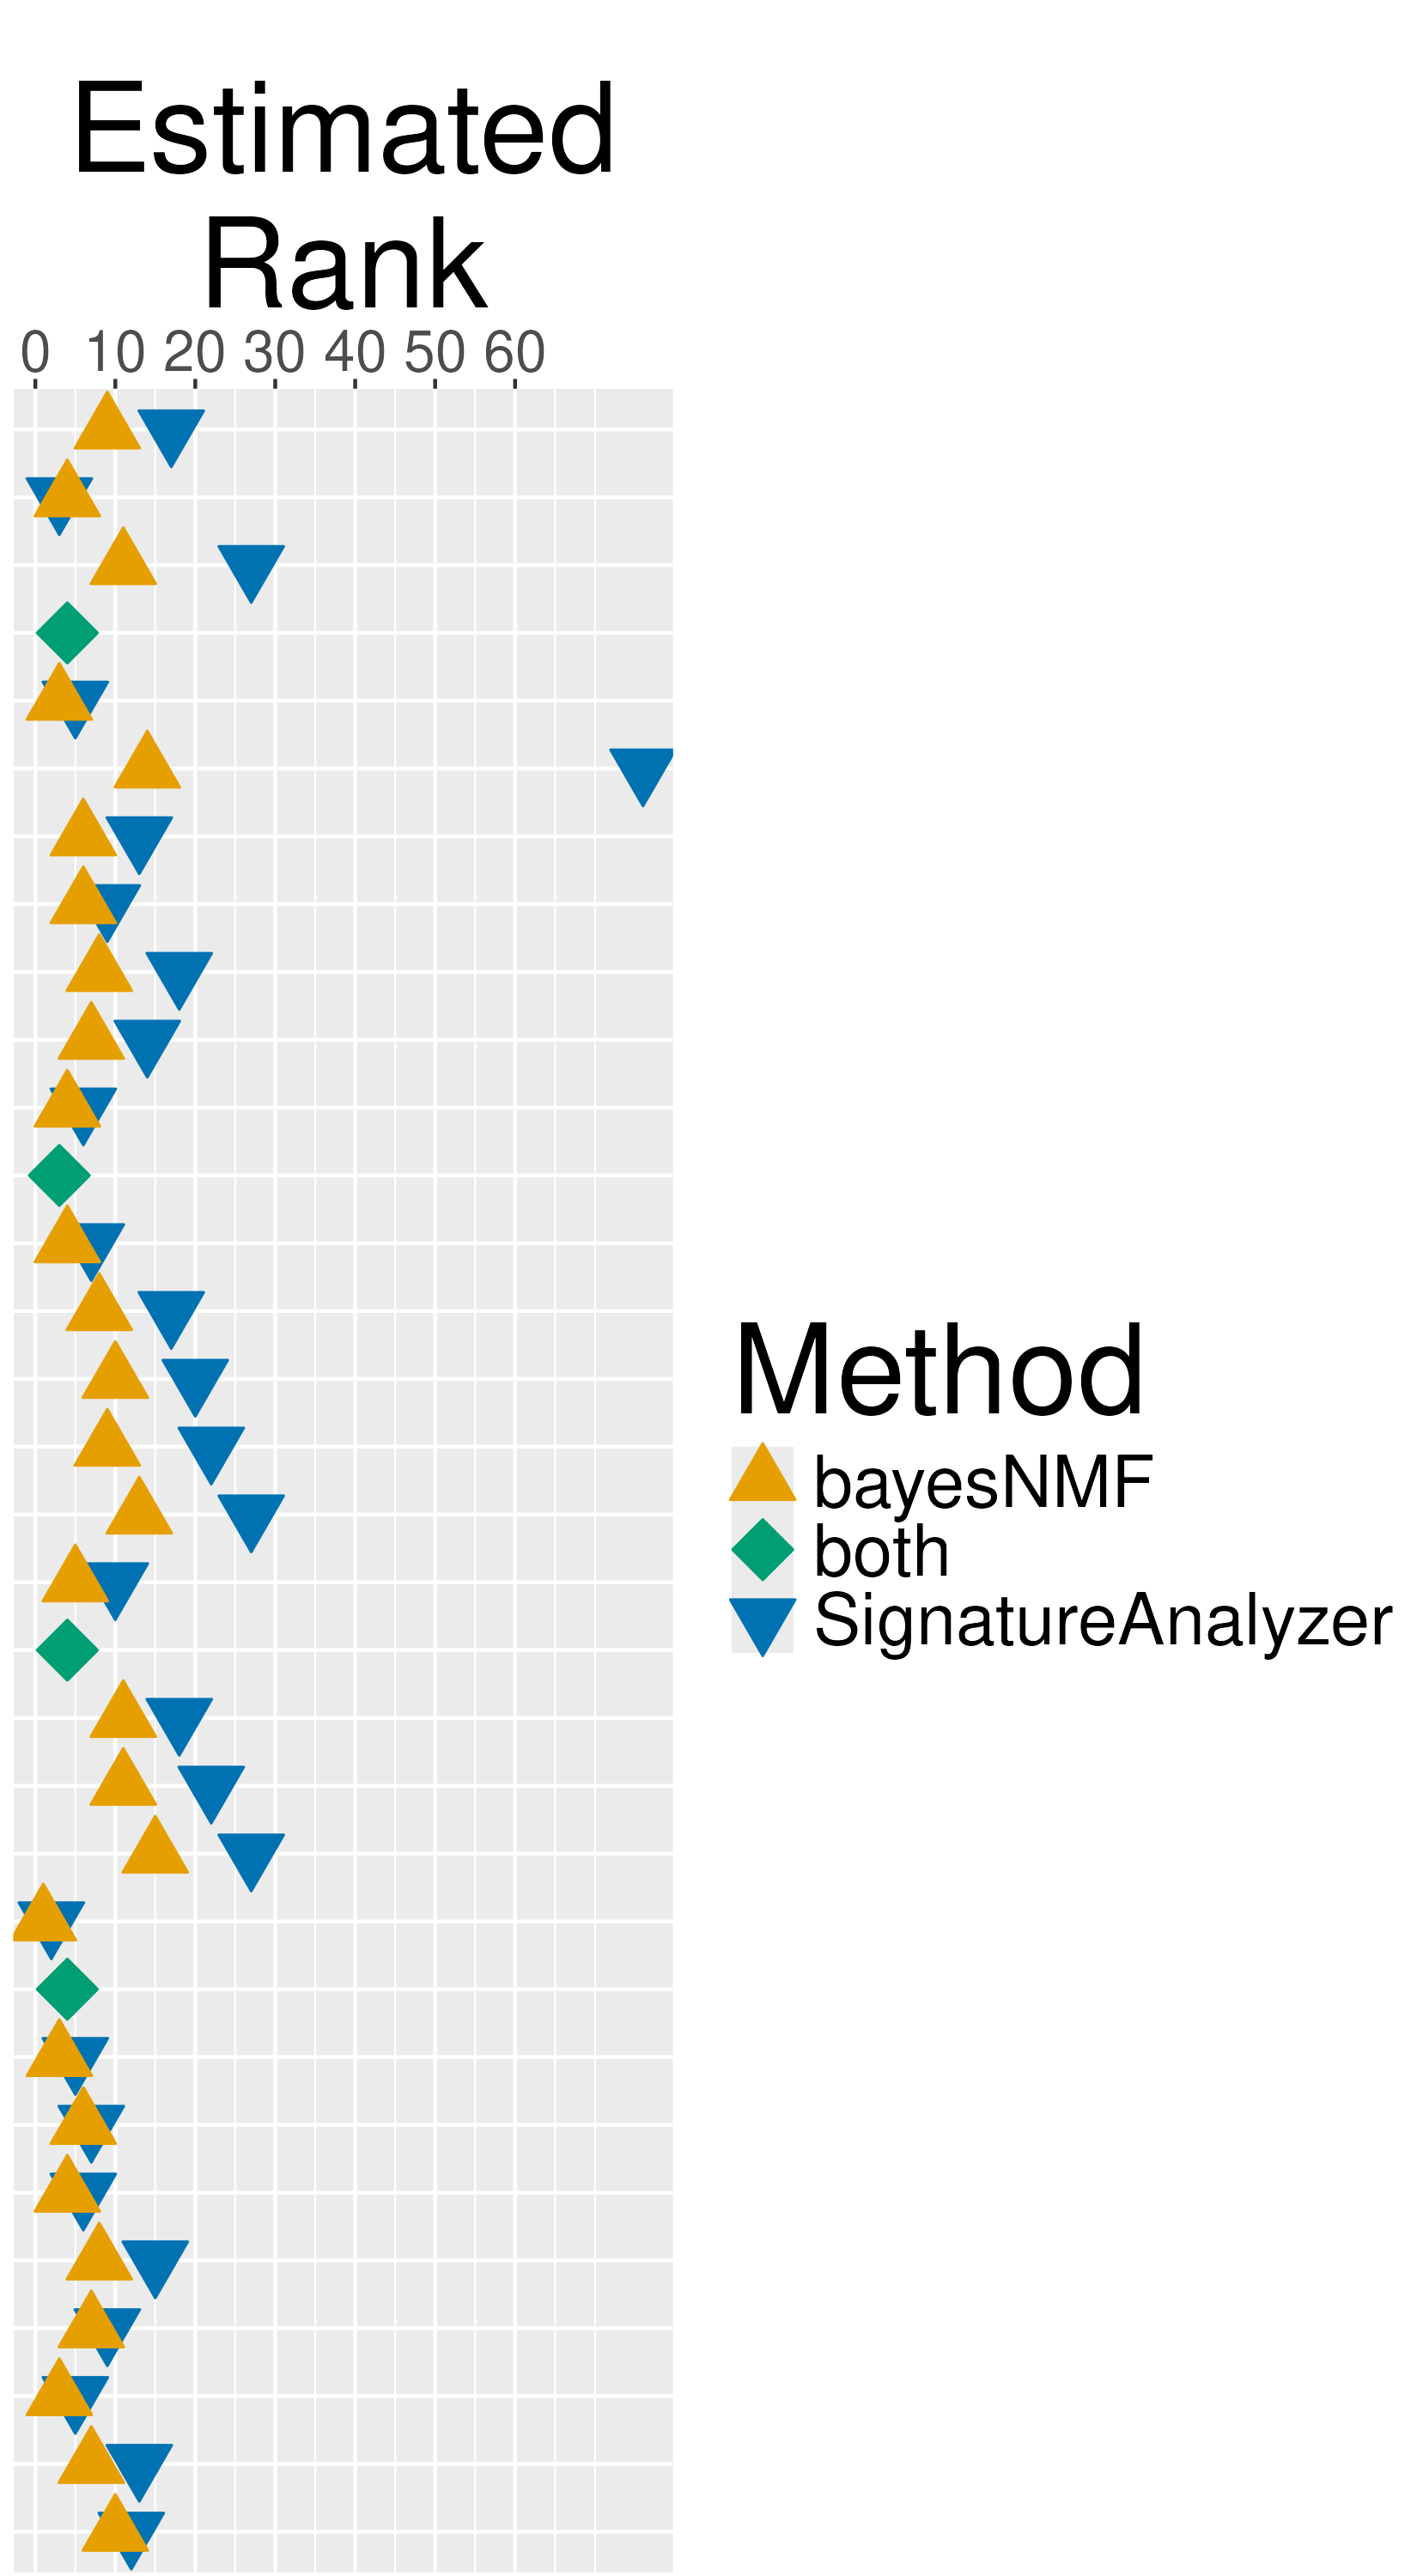 Estimated
Rank
0 10 20 30 40 50 60
Method
bayesNMF
both
SignatureAnalyzer